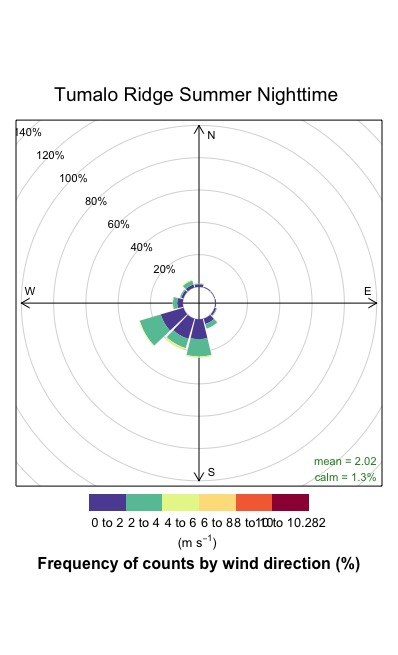 Tumalo Ridge Summer Nighttime
140%
120%
100%
80%
60%
40%
20%
N
W
E
S
mean = 2.02
calm = 1.3%
0 to 2 2 to 4 4 to 6 6 to 8 8 to 10 10 to 10.282
(m s⁻¹)
Frequency of counts by wind direction (%)